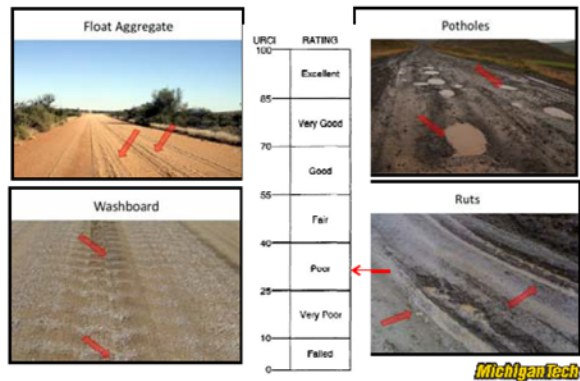 Float Aggregate
Washboard
URCI RATING
100
Excellent
85
Very Good
70
Good
55
Fair
40
Poor
25
Very Poor
10
Failed
0
Potholes
Ruts
MichiganTech